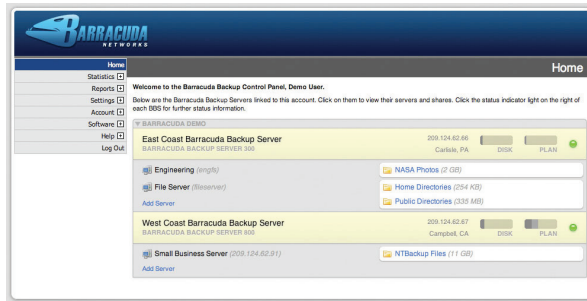 BARRACUDA
NETWORKS
Home
Home
Statistics
Reports
Settings
Account
Software
Help
Log Out
Welcome to the Barracuda Backup Control Panel, Demo User.
Below are the Barracuda Backup Servers linked to this account. Click on them to view their servers and shares. Click the status indicator light on the right of
each BBS for further status information.
BARRACUDA DEMO
East Coast Barracuda Backup Server
BARRACUDA BACKUP SERVER 300
209.124.62.66
Carlisle, PA
DISK
PLAN
Engineering (engfs)
NASA Photos (2 GB)
File Server (fileserver)
Home Directories (254 KB)
Public Directories (335 MB)
Add Server
West Coast Barracuda Backup Server
BARRACUDA BACKUP SERVER 800
209.124.62.67
Campbell, CA
DISK
PLAN
Small Business Server (209.124.62.91)
NTBackup Files (11 GB)
Add Server